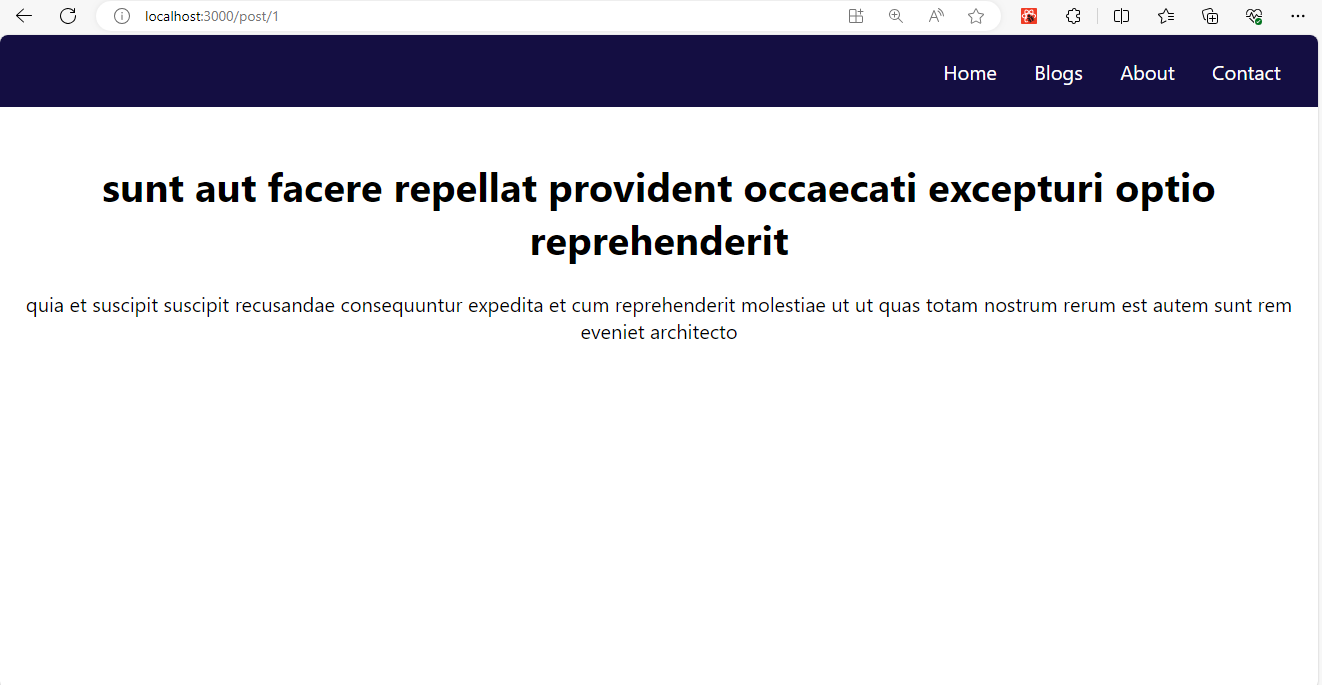 localhost:3000/post/1
Home Blogs About Contact
sunt aut facere repellat provident occaecati excepturi optio
reprehenderit
quia et suscipit suscipit recusandae consequuntur expedita et cum reprehenderit molestiae ut ut quas totam nostrum rerum est autem sunt rem
eveniet architecto